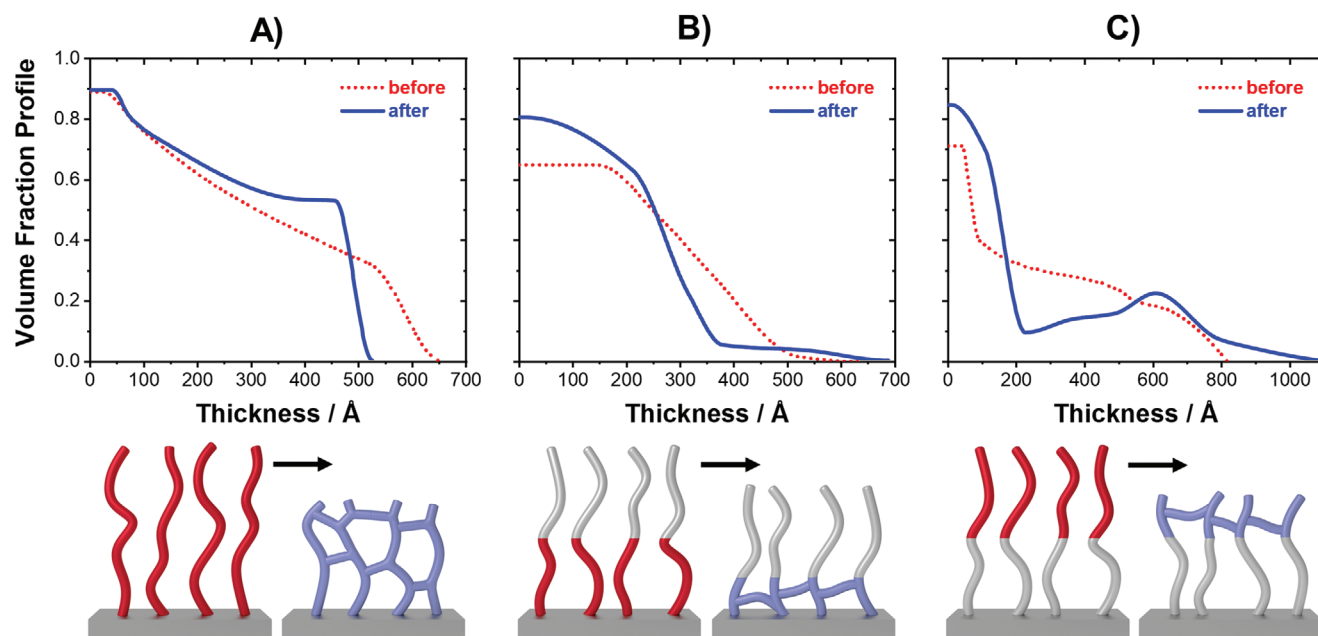 A)
B)
C)
Volume Fraction Profile
1.0
0.8
0.6
0.4
0.2
0.0
before
after
before
after
before
after
0 100 200 300 400 500 600 700
0 100 200 300 400 500 600 700
0 200 400 600 800 1000
Thickness / Å
Thickness / Å
Thickness / Å